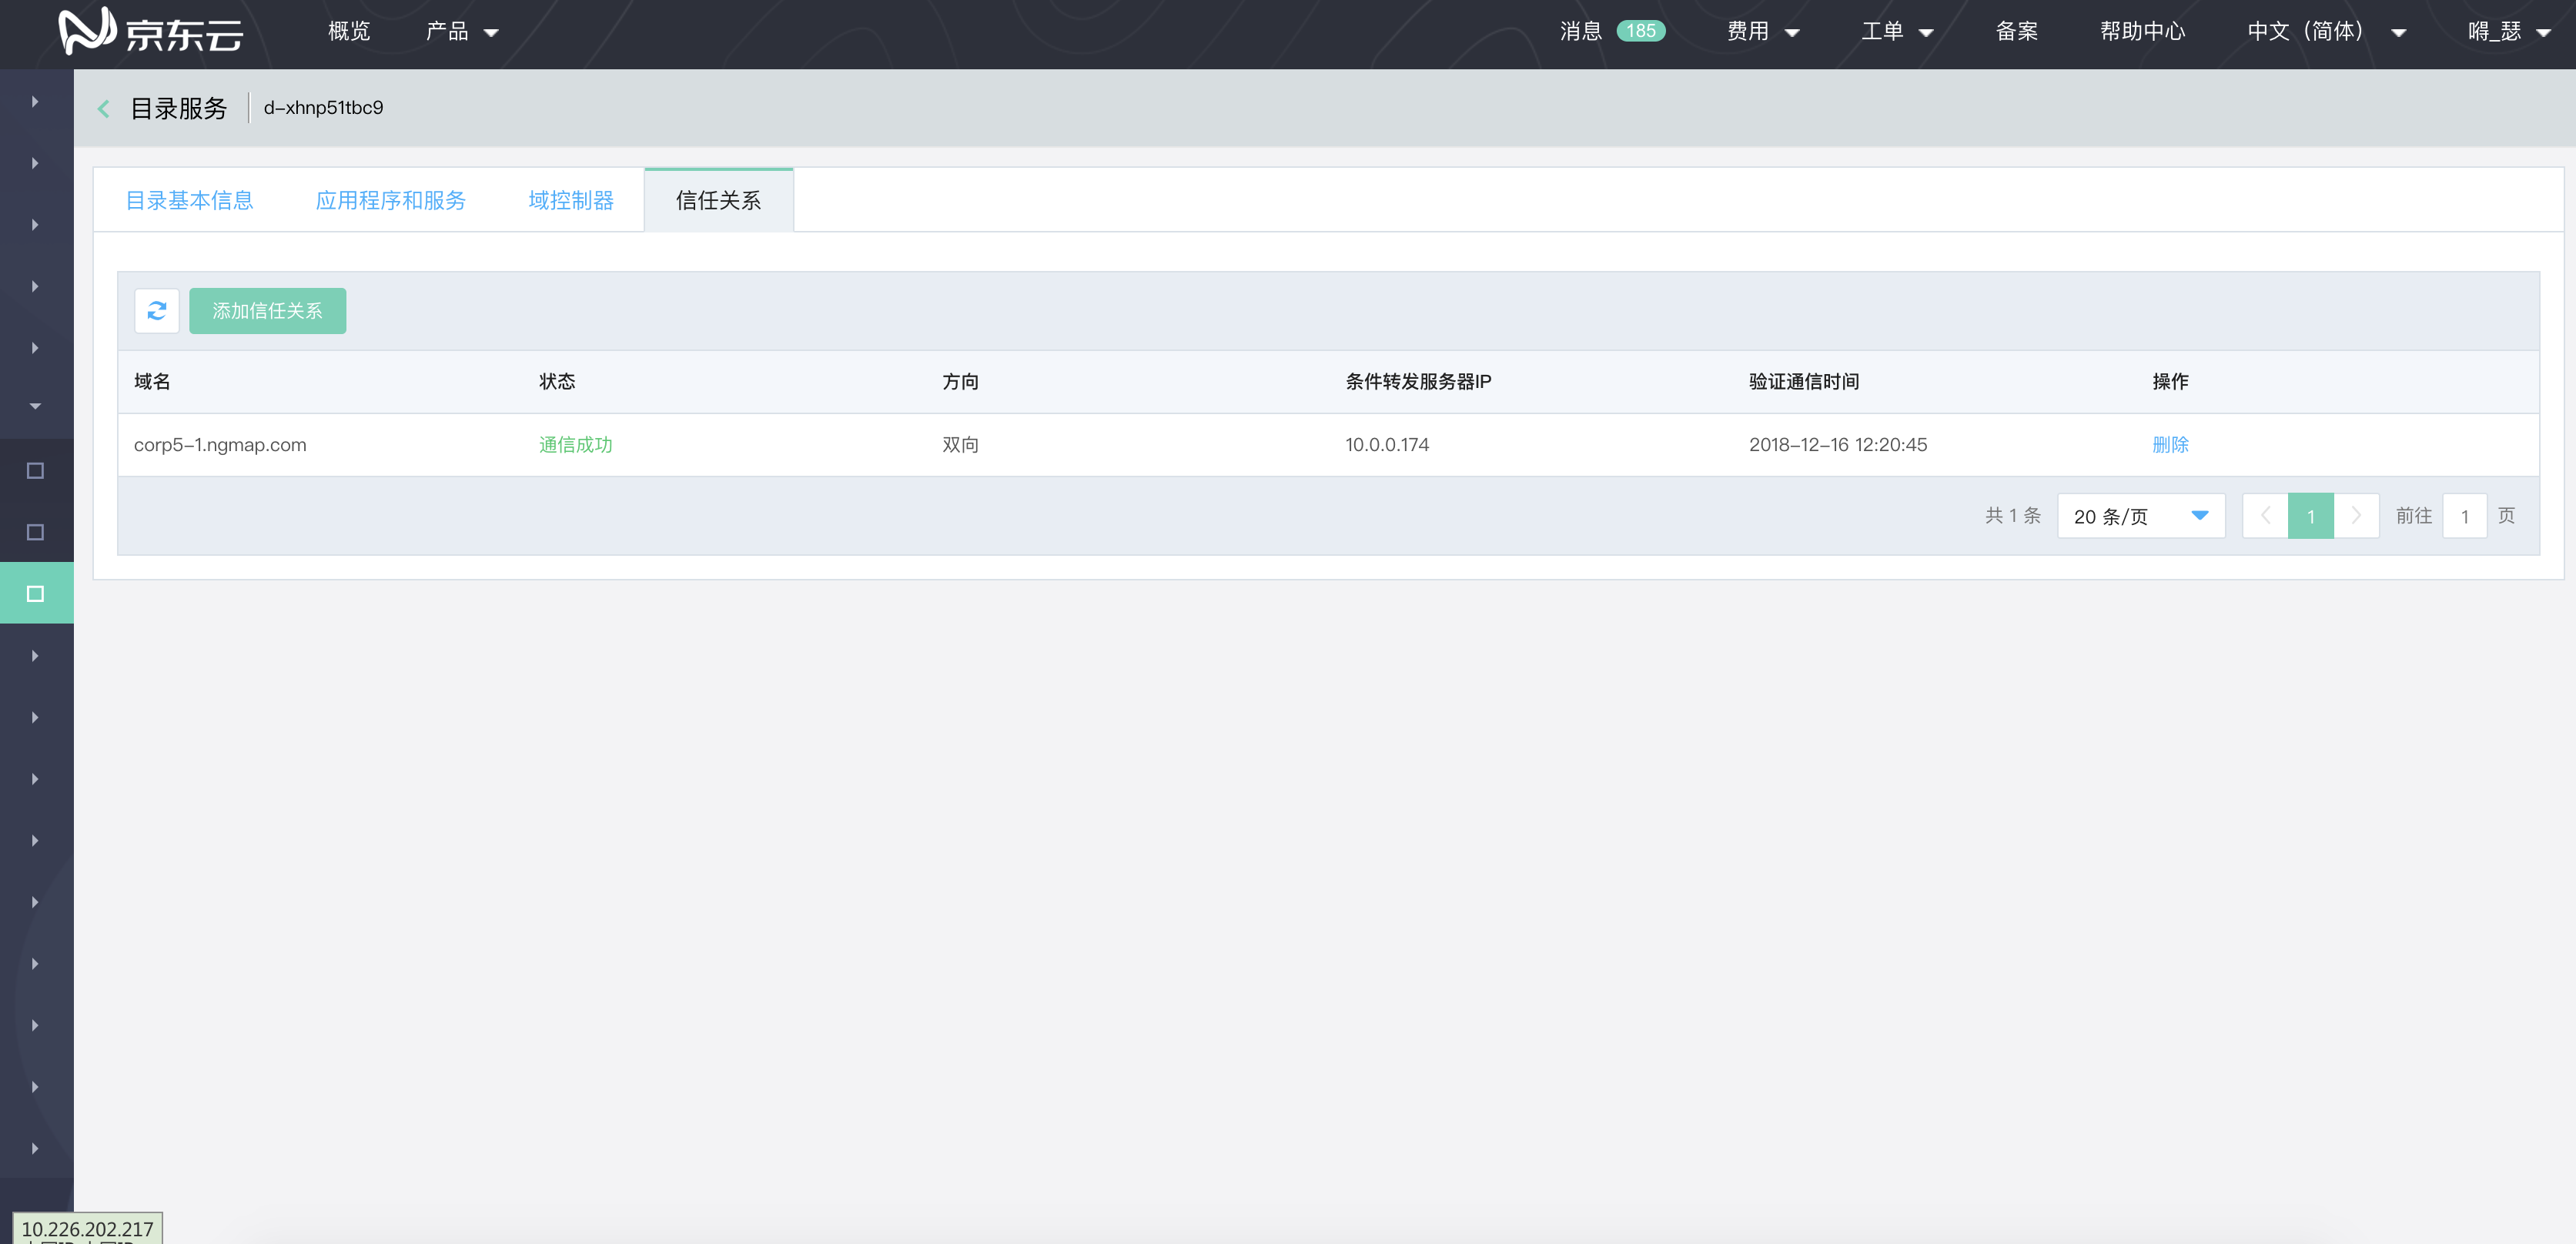 京东云 概览 产品 消息 185 费用 工单 备案 帮助中心 中文（简体） 嘚_瑟
目录服务 d-xhnp51tbc9
目录基本信息 应用程序和服务 域控制器 信任关系
添加信任关系
域名 状态 方向 条件转发服务器IP 验证通信时间 操作
corp5-1.ngmap.com 通信成功 双向 10.0.0.174 2018-12-16 12:20:45 删除
共 1 条 20 条/页 1 前往 1 页
10.226.202.217